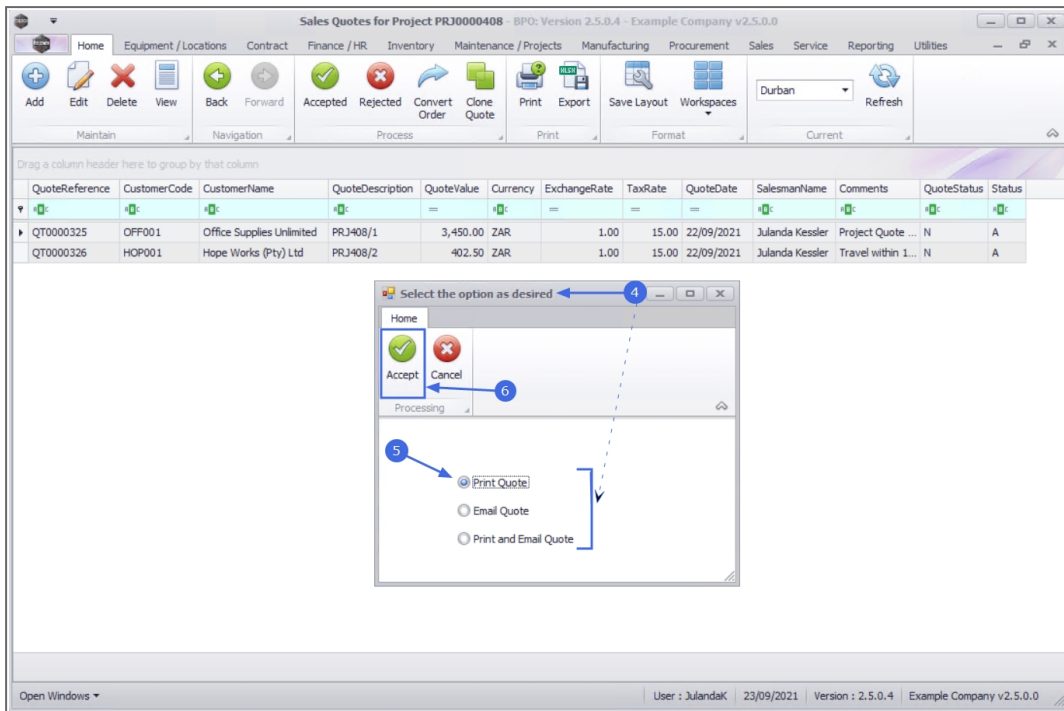 Sales Quotes for Project PRJ0000408 - BPO: Version 2.5.0.4 - Example Company v2.5.0.0
Home Equipment / Locations Contract Finance / HR Inventory Maintenance / Projects Manufacturing Procurement Sales Service Reporting Utilities
Add Edit Delete View Back Forward Accepted Rejected Convert Order Clone Quote Print Export Save Layout Workspaces Durban Refresh
Maintain Navigation Process Print Format Current
Drag a column header here to group by that column
QuoteReference CustomerCode CustomerName QuoteDescription QuoteValue Currency ExchangeRate TaxRate QuoteDate SalesmanName Comments QuoteStatus Status
QT0000325 OFF001 Office Supplies Unlimited PRJ408/1 3,450.00 ZAR 1.00 15.00 22/09/2021 Julanda Kessler Project Quote ... N A
QT0000326 HOP001 Hope Works (Pty) Ltd PRJ408/2 402.50 ZAR 1.00 15.00 22/09/2021 Julanda Kessler Travel within 1... N A
Select the option as desired 4
Home
Accept Cancel
6
Processing
5
Print Quote
Email Quote
Print and Email Quote
Open Windows User : JulandaK 23/09/2021 Version : 2.5.0.4 Example Company v2.5.0.0